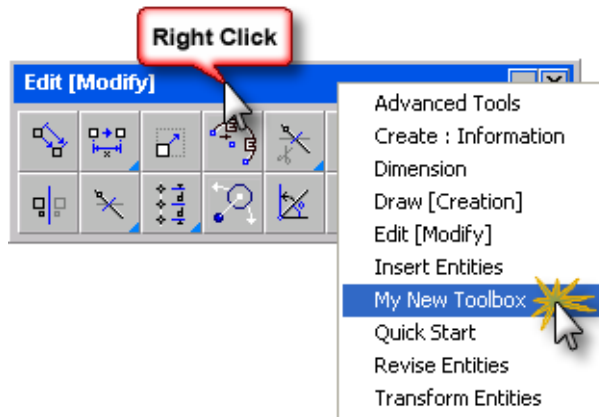 Right Click
Edit [Modify]
Advanced Tools
Create : Information
Dimension
Draw [Creation]
Edit [Modify]
Insert Entities
My New Toolbox
Quick Start
Revise Entities
Transform Entities